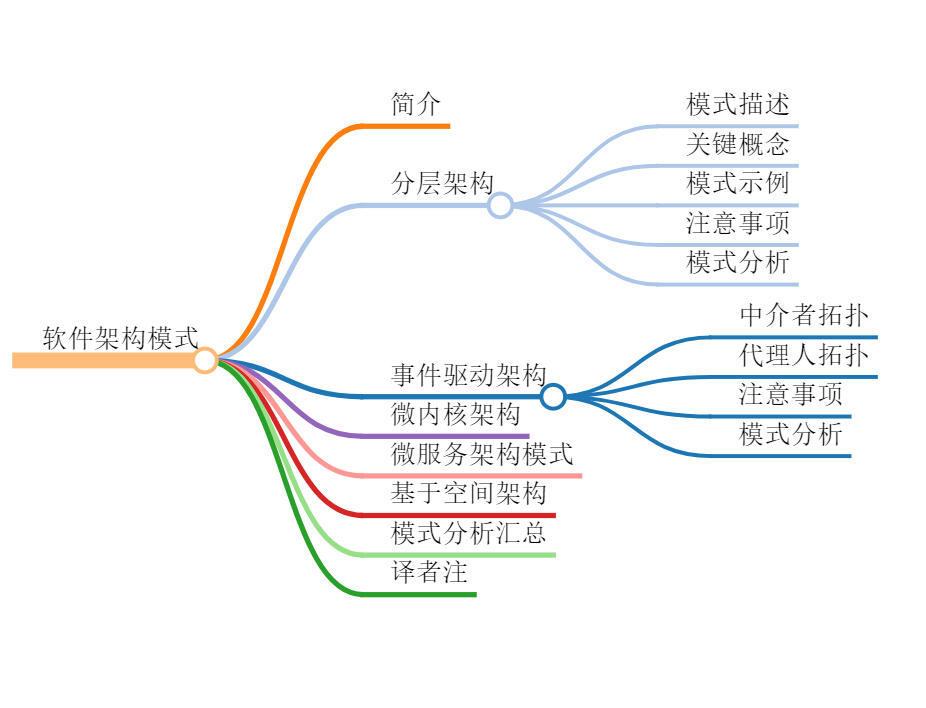 软件架构模式
简介
分层架构
模式描述
关键概念
模式示例
注意事项
模式分析
事件驱动架构
中介者拓扑
代理人拓扑
注意事项
模式分析
微内核架构
微服务架构模式
基于空间架构
模式分析汇总
译者注